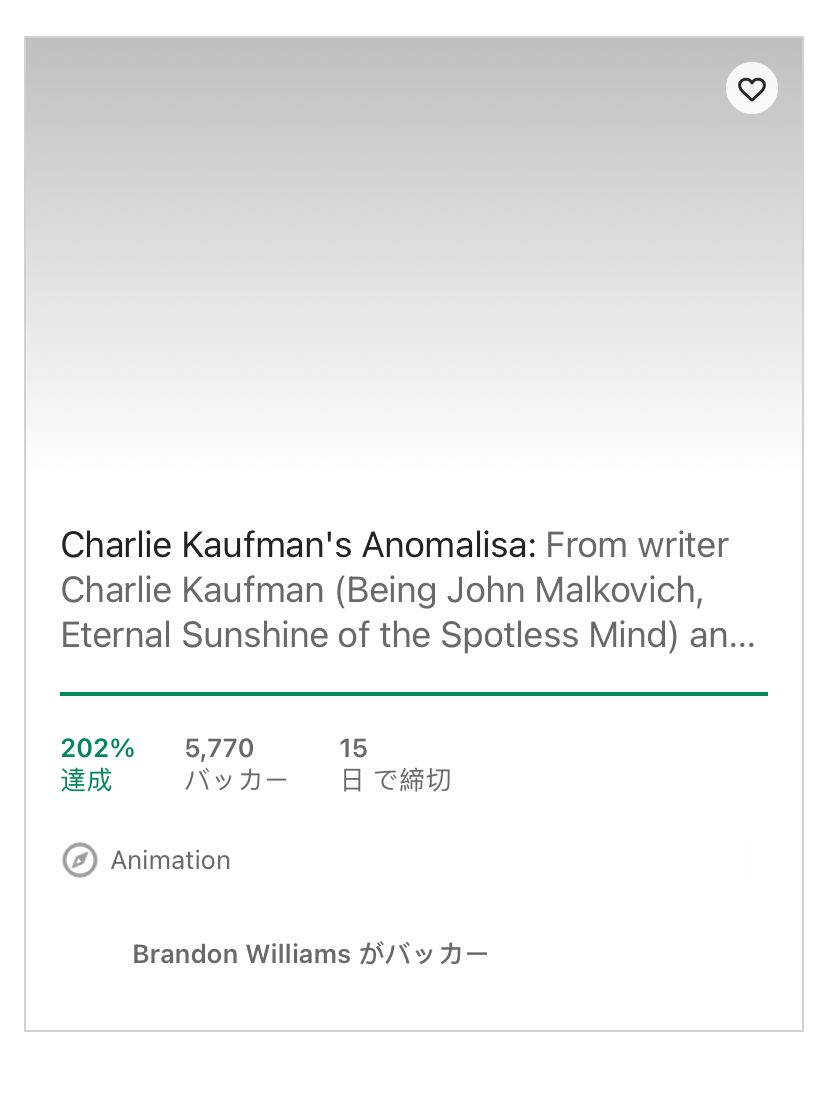 Charlie Kaufman's Anomalisa: From writer
Charlie Kaufman (Being John Malkovich,
Eternal Sunshine of the Spotless Mind) an…
202%
達成
5,770
バッカー
15
日 で締切
Animation
Brandon Williams がバッカー